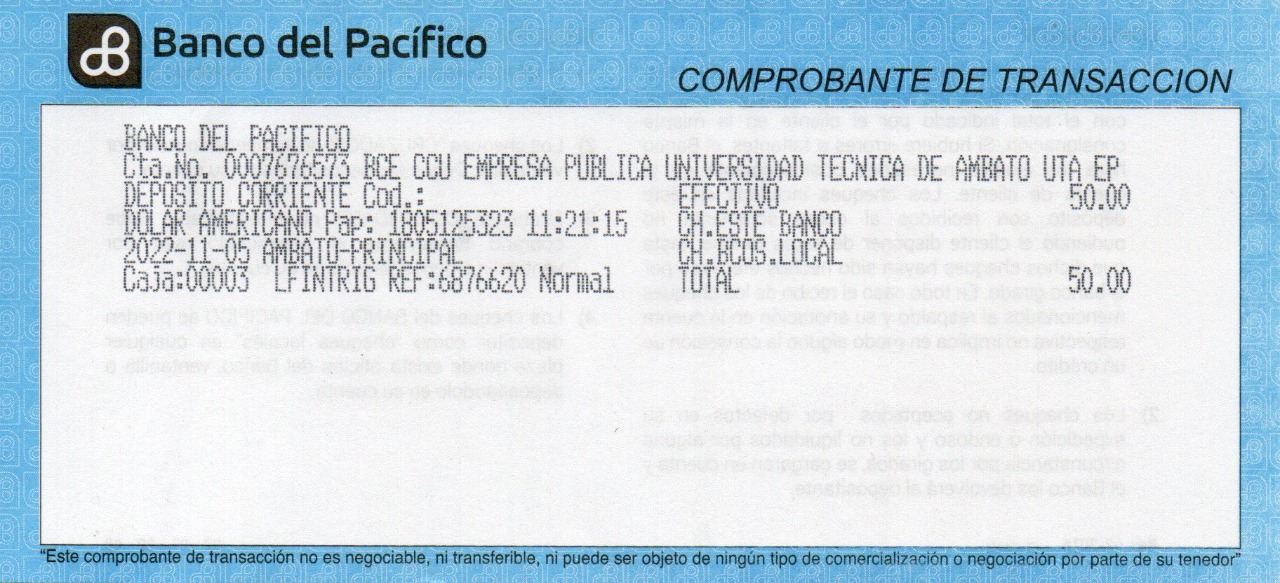 Banco del Pacífico
COMPROBANTE DE TRANSACCION
BANCO DEL PACIFICO
Cta.No. 0007626573 BCE CCU EMPRESA PUBLICA UNIVERSIDAD TECNICA DE AMBATO UTA EP
DEPOSITO CORRIENTE Cod.: EFECTIVO 50.00
DOLAR AMERICANO Pap: 1805126323 11:21:15 CH.ESTE BANCO
2022-11-05 AMBATO PRINCIPAL CH.BCOS.LOCAL
Caja:00003 LFINTRIG REF:6876620 Normal TOTAL 50.00
“Este comprobante de transacción no es negociable, ni transferible, ni puede ser objeto de ningún tipo de comercialización o negociación por parte de su tenedor”